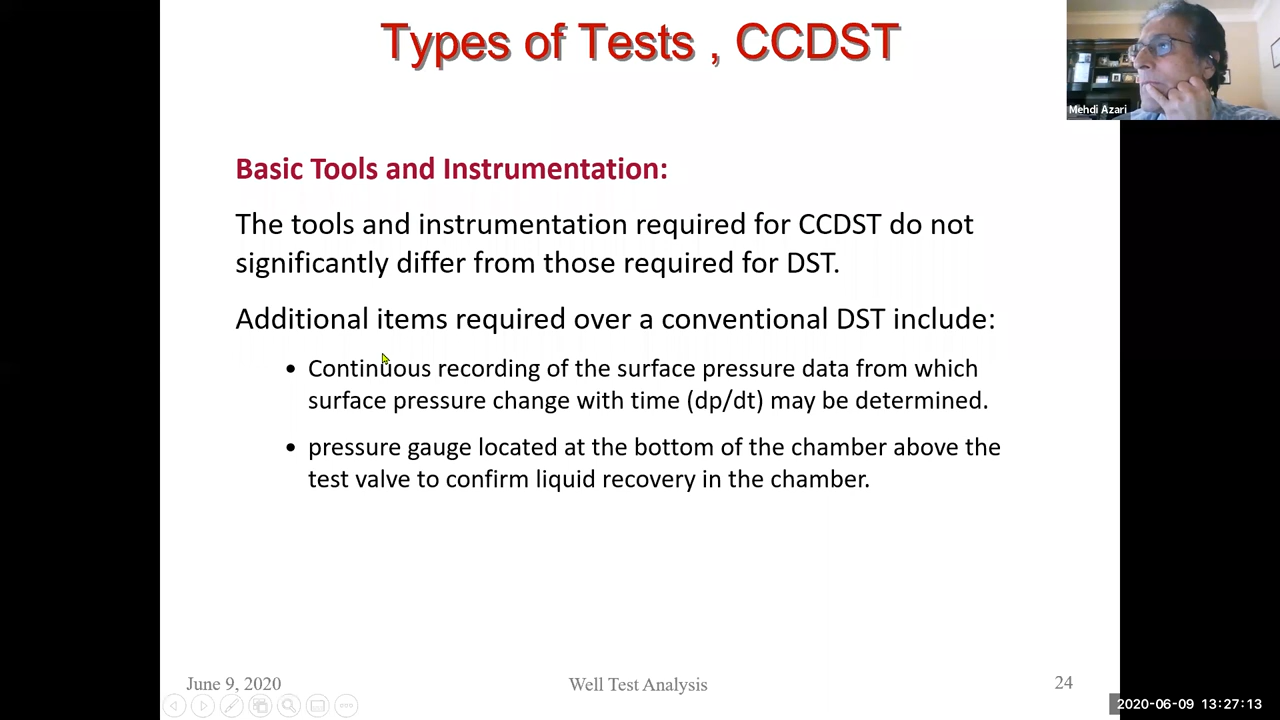 Types of Tests , CCDST
Mehdi Azari
Basic Tools and Instrumentation:
The tools and instrumentation required for CCDST do not
significantly differ from those required for DST.
Additional items required over a conventional DST include:
• Continuous recording of the surface pressure data from which
surface pressure change with time (dp/dt) may be determined.
• pressure gauge located at the bottom of the chamber above the
test valve to confirm liquid recovery in the chamber.
June 9, 2020
Well Test Analysis
24
2020-06-09 13:27:13